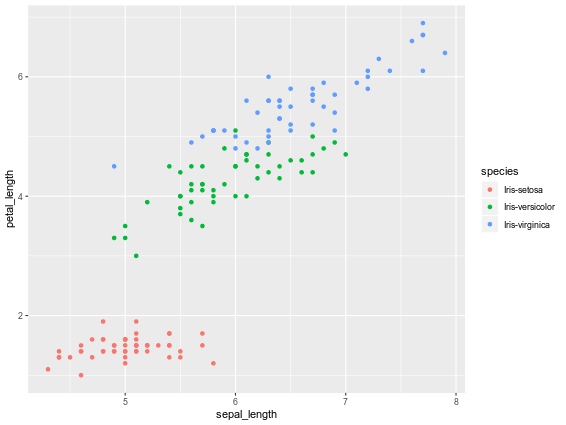 6
4
2
petal_length
5
6
7
8
sepal_length
species
Iris-setosa
Iris-versicolor
Iris-virginica